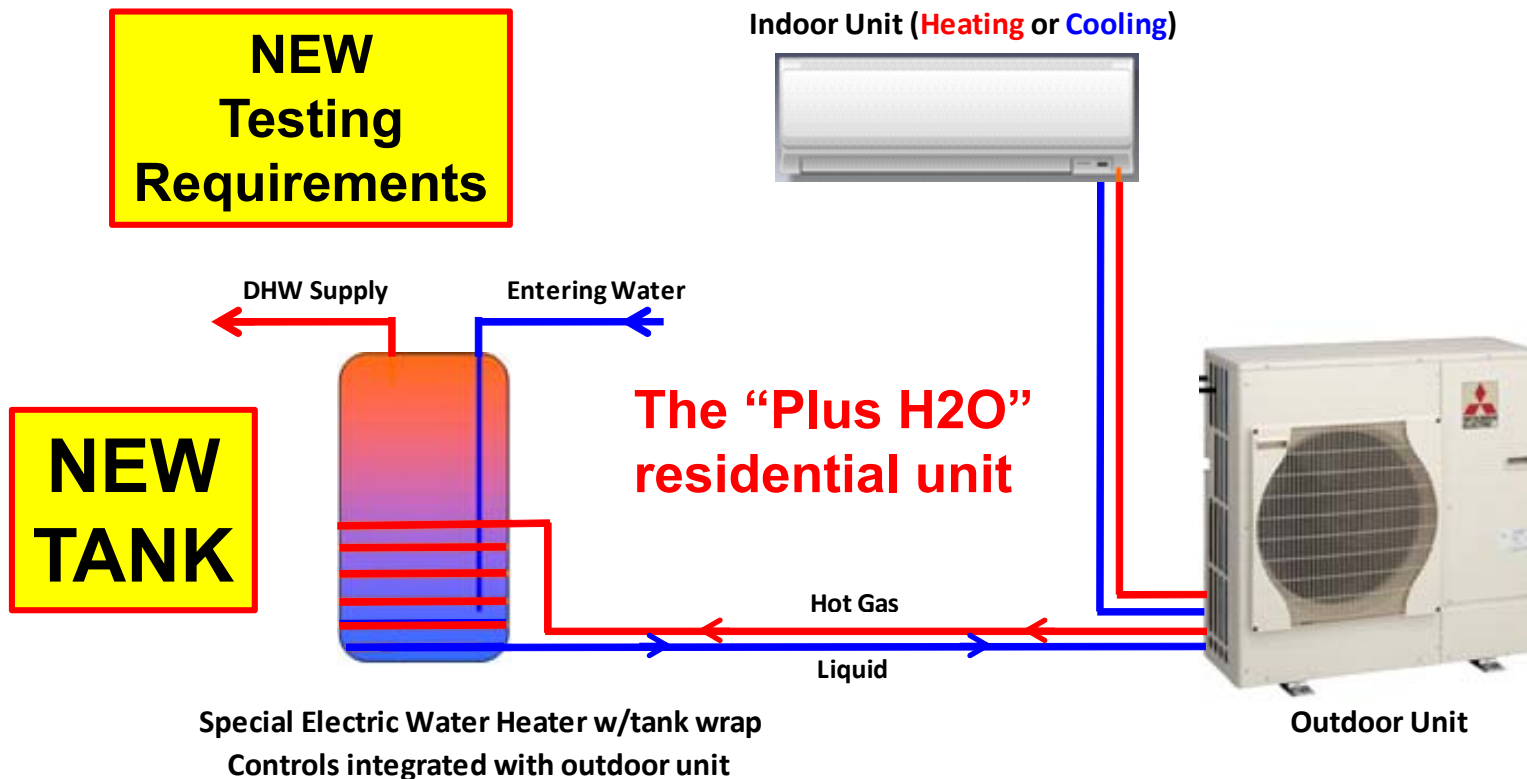 NEW
Testing
Requirements
Indoor Unit (Heating or Cooling)
DHW Supply
Entering Water
The “Plus H2O”
residential unit
NEW
TANK
Hot Gas
Liquid
Special Electric Water Heater w/tank wrap
Controls integrated with outdoor unit
Outdoor Unit